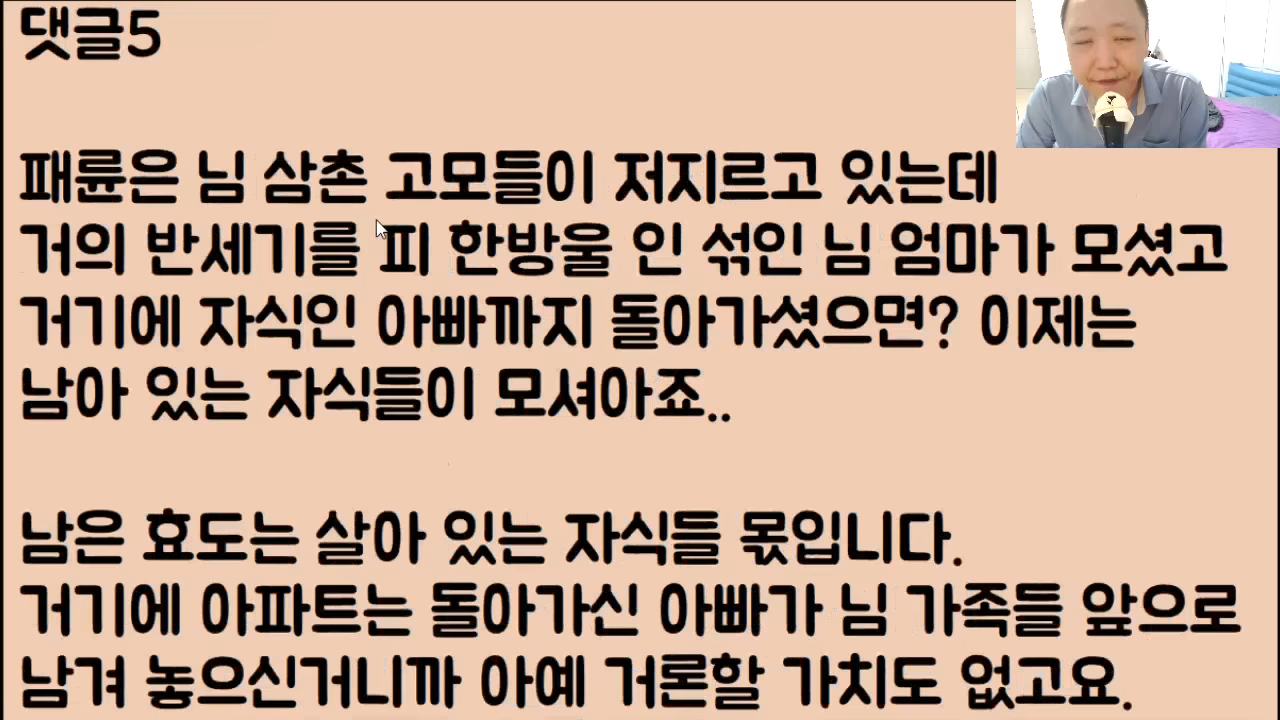 댓글5
패륜은 님 삼촌 고모들이 저지르고 있는데
거의 반세기를 피 한방울 인 섞인 님 엄마가 모셨고
거기에 자식인 아빠까지 돌아가셨으면? 이제는
남아 있는 자식들이 모셔아죠..
남은 효도는 살아 있는 자식들 몫입니다.
거기에 아파트는 돌아가신 아빠가 님 가족들 앞으로
남겨 놓으신거니까 아예 거론할 가치도 없고요.